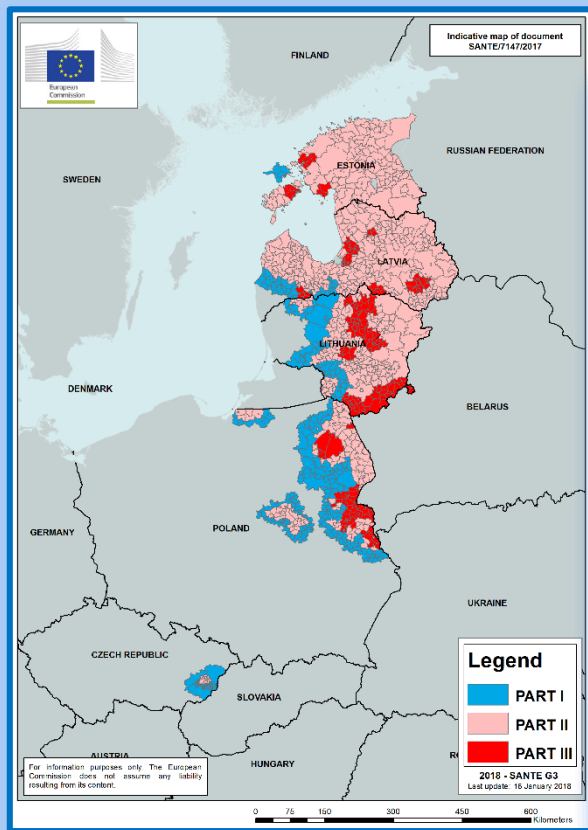 European
Commission
Indicative map of document
SANTE/7147/2017
FINLAND
SWEDEN
ESTONIA
RUSSIAN FEDERATION
LATVIA
LITHUANIA
DENMARK
BELARUS
GERMANY
POLAND
UKRAINE
CZECH REPUBLIC
SLOVAKIA
AUSTRIA
HUNGARY
Legend
PART I
PART II
PART III
2018 - SANTE G3
Last update: 16 January 2018
For information purposes only. The European
Commission does not assume any liability
resulting from its content.
0 75 150 300 450 600
Kilometers